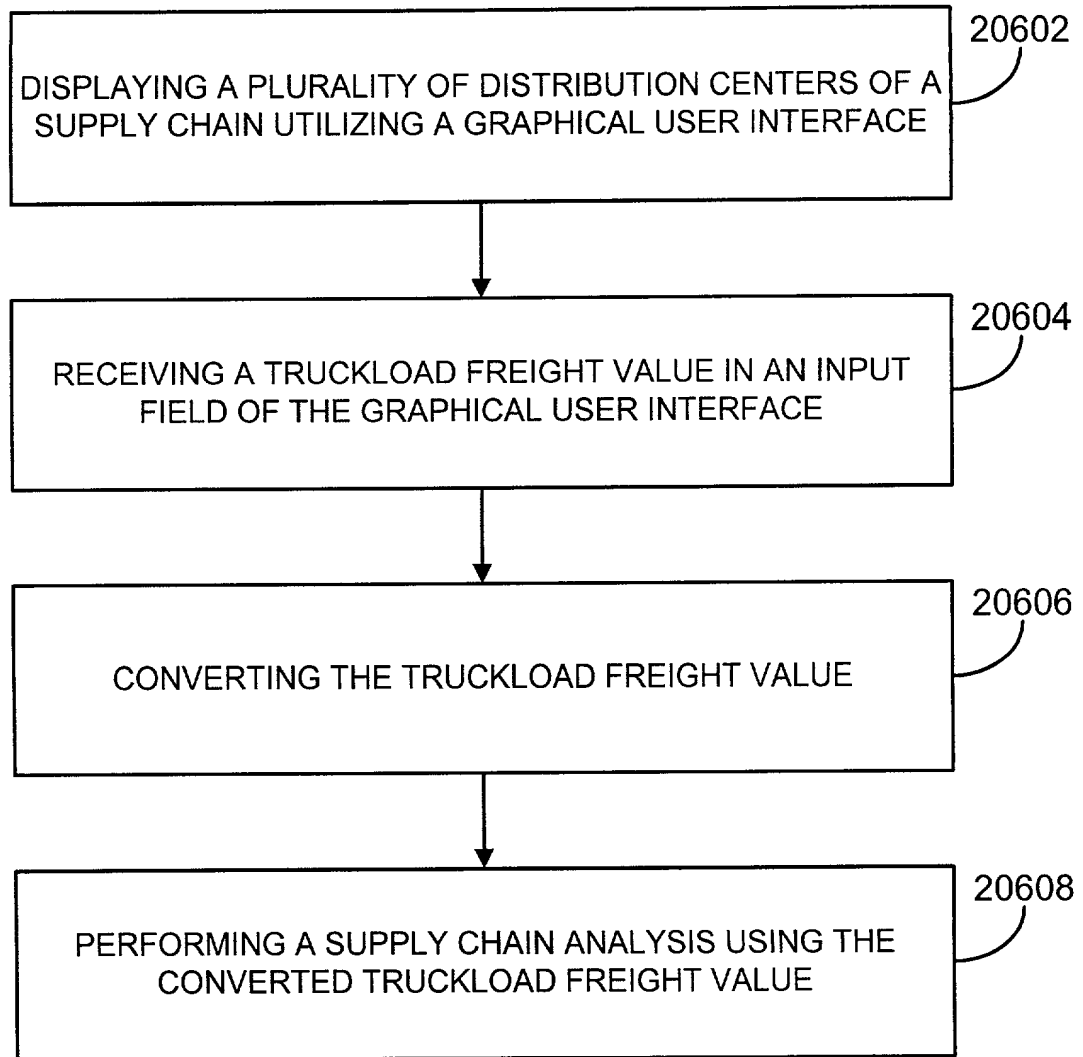 20602
DISPLAYING A PLURALITY OF DISTRIBUTION CENTERS OF A
SUPPLY CHAIN UTILIZING A GRAPHICAL USER INTERFACE
20604
RECEIVING A TRUCKLOAD FREIGHT VALUE IN AN INPUT
FIELD OF THE GRAPHICAL USER INTERFACE
20606
CONVERTING THE TRUCKLOAD FREIGHT VALUE
20608
PERFORMING A SUPPLY CHAIN ANALYSIS USING THE
CONVERTED TRUCKLOAD FREIGHT VALUE